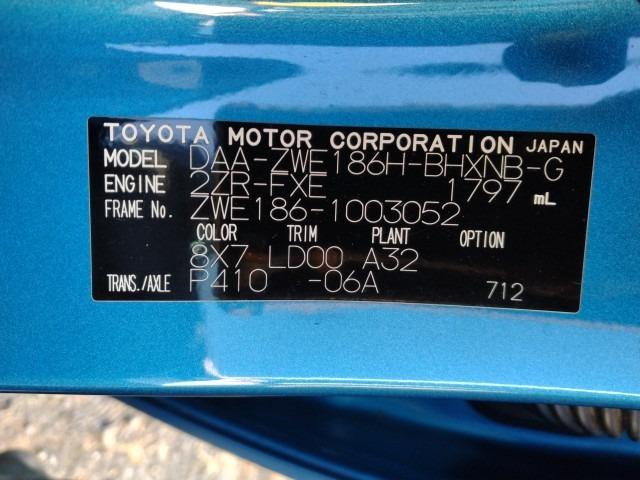 TOYOTA MOTOR CORPORATION JAPAN
MODEL DAA-ZWE186H-BHXNB-G
ENGINE 2ZR-FXE 1797 mL
FRAME No. ZWE186-1003052
COLOR TRIM PLANT OPTION
8X7 LD00 A32
TRANS./AXLE P410 -06A 712